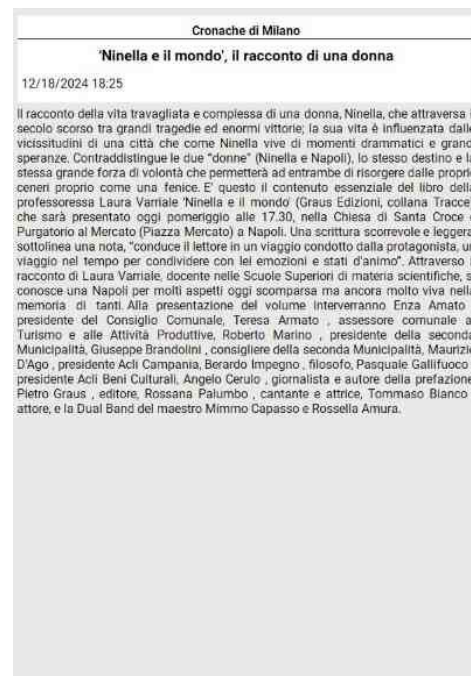 Cronache di Milano
'Ninella e il mondo', il racconto di una donna
12/18/2024 18:25
Il racconto della vita travagliata e complessa di una donna, Ninella, che attraversa
secolo scorso tra grandi tragedie ed enormi vittorie; la sua vita è influenzata dalle
vicissitudini di una città che come Ninella vive di momenti drammatici e grand
speranze. Contraddistingue le due "donne" (Ninella e Napoli), lo stesso destino e la
stessa grande forza di volontà che permetterà ad entrambe di risorgere dalle proprie
ceneri proprio come una fenice. E' questo il contenuto essenziale del libro della
professoressa Laura Varriale 'Ninella e il mondo' (Graus Edizioni, collana Tracce)
che sarà presentato oggi pomeriggio alle 17.30, nella Chiesa di Santa Croce e
Purgatorio al Mercato (Piazza Mercato) a Napoli. Una scrittura scorrevole e leggera
sottolinea una nota, "conduce il lettore in un viaggio condotto dalla protagonista, un
viaggio nel tempo per condividere con lei emozioni e stati d'animo". Attraverso
racconto di Laura Varriale, docente nelle Scuole Superiori di materia scientifiche, s
conosce una Napoli per molti aspetti oggi scomparsa ma ancora molto viva nella
memoria di tanti. Alla presentazione del volume interverranno Enza Amato
presidente del Consiglio Comunale, Teresa Armato , assessore comunale a
Turismo e alle Attività Produttive, Roberto Marino , presidente della seconda
Municipalità, Giuseppe Brandolini , consigliere della seconda Municipalità, Maurizio
D'Ago , presidente Acli Campania, Berardo Impegno , filosofo, Pasquale Gallifuoco
presidente Acli Beni Culturali, Angelo Cerulo , giornalista e autore della prefazione
Pietro Graus , editore, Rossana Palumbo , cantante e attrice, Tommaso Bianco
attore, e la Dual Band del maestro Mimmo Capasso e Rossella Amura.